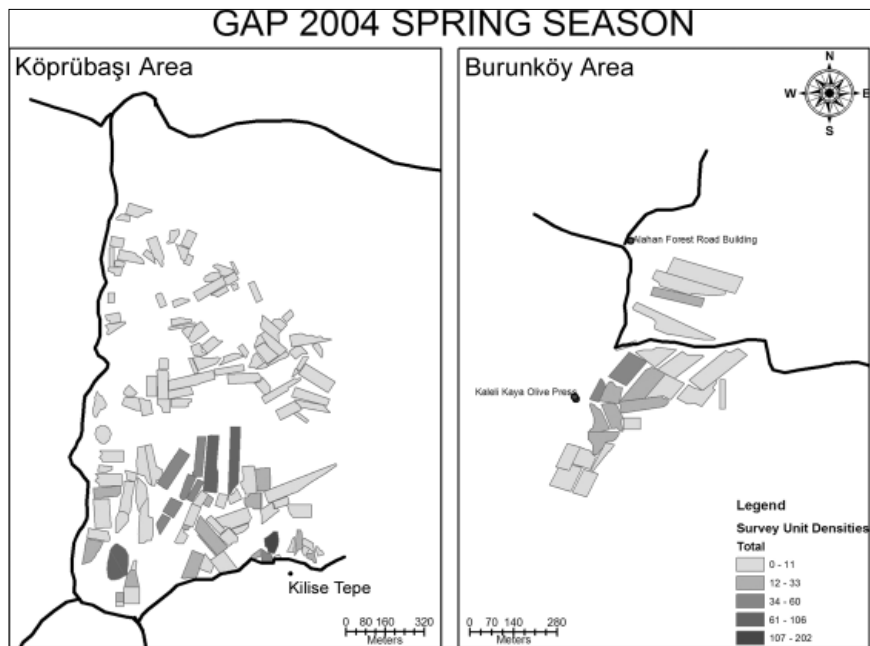 GAP 2004 SPRING SEASON
Köprübaşı Area
Kilise Tepe
0 80 160 320
Meters
Burunköy Area
N
W E
S
Alahan Forest Road Building
Kaleli Kaya Olive Press
Legend
Survey Unit Densities
Total
0 - 11
12 - 33
34 - 60
61 - 106
107 - 202
0 70 140 280
Meters